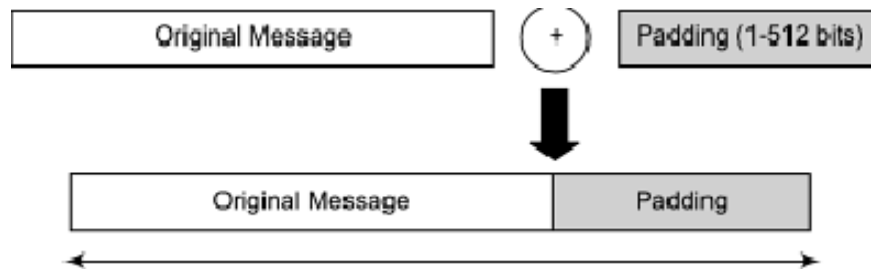 Original Message + Padding (1-512 bits)
Original Message Padding